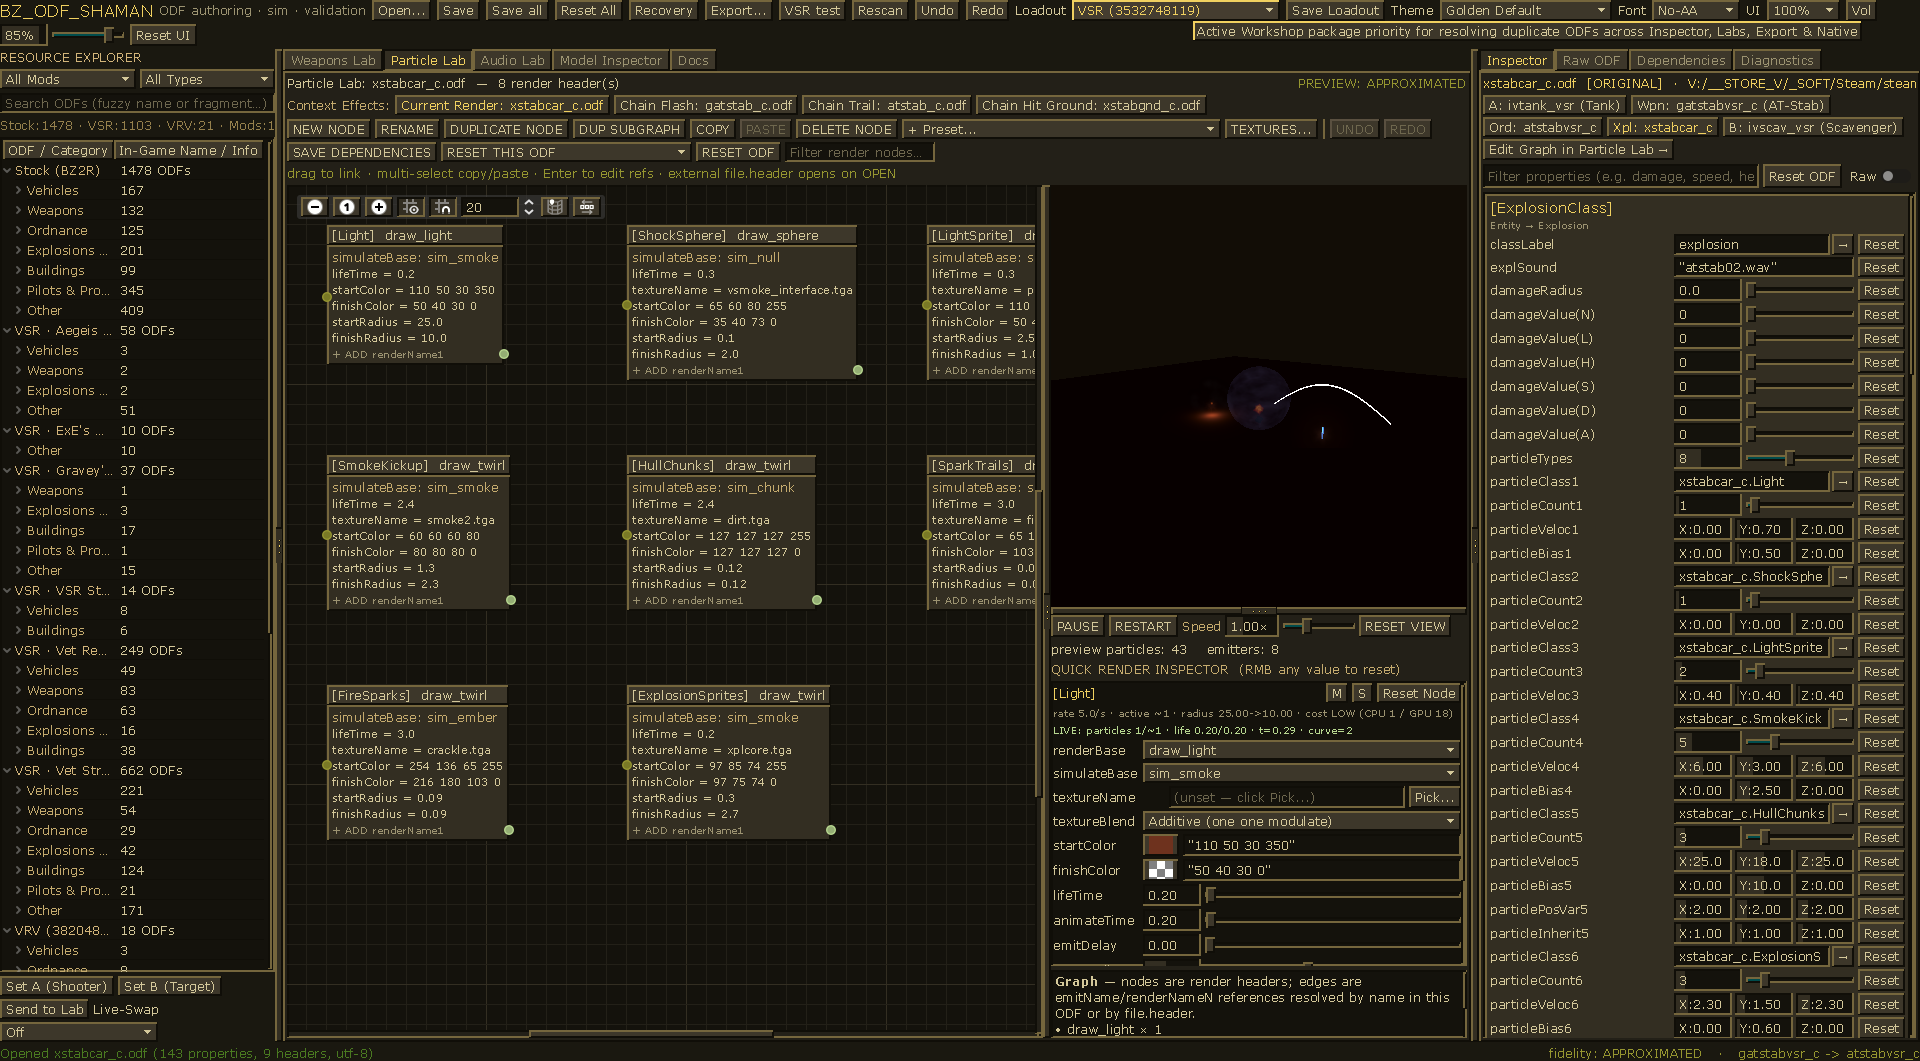 BZ_ODF_SHAMAN ODF authoring · sim · validation Open... Save Save all Reset All Recovery Export... VSR test Rescan Undo Redo Loadout VSR (3532748119) Save Loadout Theme Golden Default Font No-AA UI 100% Vol
85% Reset UI
Active Workshop package priority for resolving duplicate ODFs across Inspector, Labs, Export & Native
RESOURCE EXPLORER
All Mods All Types
Search ODFs (fuzzy name or fragment...)
Stock:1478 · VSR:1103 · VRV:21 · Mods:1
ODF / Category In-Game Name / Info
Stock (BZ2R) 1478 ODFs
Vehicles 167
Weapons 132
Ordnance 125
Explosions ... 201
Buildings 99
Pilots & Pro... 345
Other 409
VSR · Aegeis ... 58 ODFs
Vehicles 3
Weapons 2
Explosions ... 2
Other 51
VSR · ExE's ... 10 ODFs
Other 10
VSR · Gravey'... 37 ODFs
Weapons 1
Explosions ... 3
Buildings 17
Pilots & Pro... 1
Other 15
VSR · VSR St... 14 ODFs
Vehicles 8
Buildings 6
VSR · Vet Re... 249 ODFs
Vehicles 49
Weapons 83
Ordnance 63
Explosions ... 16
Buildings 38
VSR · Vet Str... 662 ODFs
Vehicles 221
Weapons 54
Ordnance 29
Explosions ... 42
Buildings 124
Pilots & Pro... 21
Other 171
VRV (382048... 18 ODFs
Vehicles 3
Ordnance 9
Set A (Shooter) Set B (Target)
Send to Lab Live-Swap
Off
Opened xstabcar_c.odf (143 properties, 9 headers, utf-8)
Weapons Lab Particle Lab Audio Lab Model Inspector Docs
Particle Lab: xstabcar_c.odf — 8 render header(s) PREVIEW: APPROXIMATED
Context Effects: Current Render: xstabcar_c.odf Chain Flash: gatstab_c.odf Chain Trail: atstab_c.odf Chain Hit Ground: xstabgnd_c.odf
NEW NODE RENAME DUPLICATE NODE DUP SUBGRAPH COPY PASTE DELETE NODE + Preset... TEXTURES... UNDO REDO
SAVE DEPENDENCIES RESET THIS ODF RESET ODF Filter render nodes...
drag to link · multi-select copy/paste · Enter to edit refs · external file.header opens on OPEN
1 20
[Light] draw_light
simulateBase: sim_smoke
lifeTime = 0.2
startColor = 110 50 30 350
finishColor = 50 40 30 0
startRadius = 25.0
finishRadius = 10.0
+ ADD renderName1
[ShockSphere] draw_sphere
simulateBase: sim_null
lifeTime = 0.3
textureName = vsmoke_interface.tga
startColor = 65 60 80 255
finishColor = 35 40 73 0
startRadius = 0.1
finishRadius = 2.0
+ ADD renderName1
[LightSprite] dr
simulateBase: s
lifeTime = 0.3
textureName = p
startColor = 110
finishColor = 50 4
startRadius = 2.5
finishRadius = 1.0
+ ADD renderName
[SmokeKickup] draw_twirl
simulateBase: sim_smoke
lifeTime = 2.4
textureName = smoke2.tga
startColor = 60 60 60 80
finishColor = 80 80 80 0
startRadius = 1.3
finishRadius = 2.3
+ ADD renderName1
[HullChunks] draw_twirl
simulateBase: sim_chunk
lifeTime = 2.4
textureName = dirt.tga
startColor = 127 127 127 255
finishColor = 127 127 127 0
startRadius = 0.12
finishRadius = 0.12
+ ADD renderName1
[SparkTrails] dr
simulateBase: s
lifeTime = 3.0
textureName = fi
startColor = 65 1
finishColor = 103
startRadius = 0.0
finishRadius = 0.0
+ ADD renderName
[FireSparks] draw_twirl
simulateBase: sim_ember
lifeTime = 3.0
textureName = crackle.tga
startColor = 254 136 65 255
finishColor = 216 180 103 0
startRadius = 0.09
finishRadius = 0.09
+ ADD renderName1
[ExplosionSprites] draw_twirl
simulateBase: sim_smoke
lifeTime = 0.2
textureName = xplcore.tga
startColor = 97 85 74 255
finishColor = 97 75 74 0
startRadius = 0.3
finishRadius = 2.7
+ ADD renderName1
PAUSE RESTART Speed 1.00× RESET VIEW
preview particles: 43 emitters: 8
QUICK RENDER INSPECTOR (RMB any value to reset)
[Light] M S Reset Node
rate 5.0/s · active ~1 · radius 25.00->10.00 · cost LOW (CPU 1 / GPU 18)
LIVE: particles 1/~1 · life 0.20/0.20 · t=0.29 · curve=2
renderBase draw_light
simulateBase sim_smoke
textureName (unset — click Pick...) Pick...
textureBlend Additive (one one modulate)
startColor "110 50 30 350"
finishColor "50 40 30 0"
lifeTime 0.20
animateTime 0.20
emitDelay 0.00
Graph — nodes are render headers; edges are
emitName/renderNameN references resolved by name in this
ODF or by file.header.
• draw_light × 1
Inspector Raw ODF Dependencies Diagnostics
xstabcar_c.odf [ORIGINAL] · V:/__STORE_V/_SOFT/Steam/steam
A: ivtank_vsr (Tank) Wpn: gatstabvsr_c (AT-Stab)
Ord: atstabvsr_c Xpl: xstabcar_c B: ivscav_vsr (Scavenger)
Edit Graph in Particle Lab →
Filter properties (e.g. damage, speed, he Reset ODF Raw
[ExplosionClass]
Entity → Explosion
classLabel explosion → Reset
explSound "atstab02.wav" Reset
damageRadius 0.0 Reset
damageValue(N) 0 Reset
damageValue(L) 0 Reset
damageValue(H) 0 Reset
damageValue(S) 0 Reset
damageValue(D) 0 Reset
damageValue(A) 0 Reset
particleTypes 8 Reset
particleClass1 xstabcar_c.Light → Reset
particleCount1 1 Reset
particleVeloc1 X:0.00 Y:0.70 Z:0.00 Reset
particleBias1 X:0.00 Y:0.50 Z:0.00 Reset
particleClass2 xstabcar_c.ShockSphe → Reset
particleCount2 1 Reset
particleVeloc2 X:0.00 Y:0.00 Z:0.00 Reset
particleClass3 xstabcar_c.LightSprite → Reset
particleCount3 2 Reset
particleVeloc3 X:0.40 Y:0.40 Z:0.40 Reset
particleClass4 xstabcar_c.SmokeKick → Reset
particleCount4 5 Reset
particleVeloc4 X:6.00 Y:3.00 Z:6.00 Reset
particleBias4 X:0.00 Y:2.50 Z:0.00 Reset
particleClass5 xstabcar_c.HullChunks → Reset
particleCount5 3 Reset
particleVeloc5 X:25.0 Y:18.0 Z:25.0 Reset
particleBias5 X:0.00 Y:10.0 Z:0.00 Reset
particlePosVar5 X:2.00 Y:2.00 Z:2.00 Reset
particleInherit5 X:1.00 Y:1.00 Z:1.00 Reset
particleClass6 xstabcar_c.ExplosionS → Reset
particleCount6 3 Reset
particleVeloc6 X:2.30 Y:1.50 Z:2.30 Reset
particleBias6 X:0.00 Y:0.60 Z:0.00 Reset
fidelity: APPROXIMATED · gatstabvsr_c -> atstabvsr_c